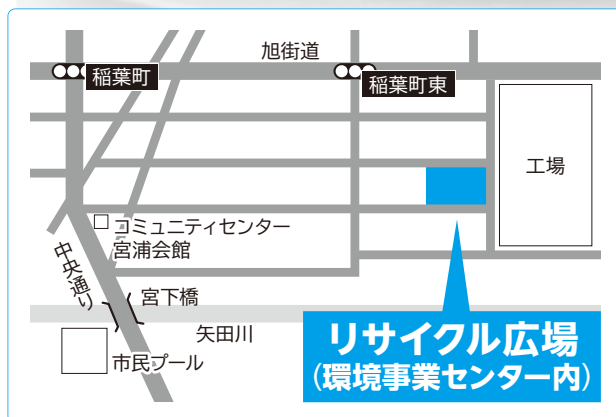 旭街道
稲葉町
稲葉町東
工場
コミュニティセンター
宮浦会館
中央通り
宮下橋
矢田川
市民プール
リサイクル広場
(環境事業センター内)